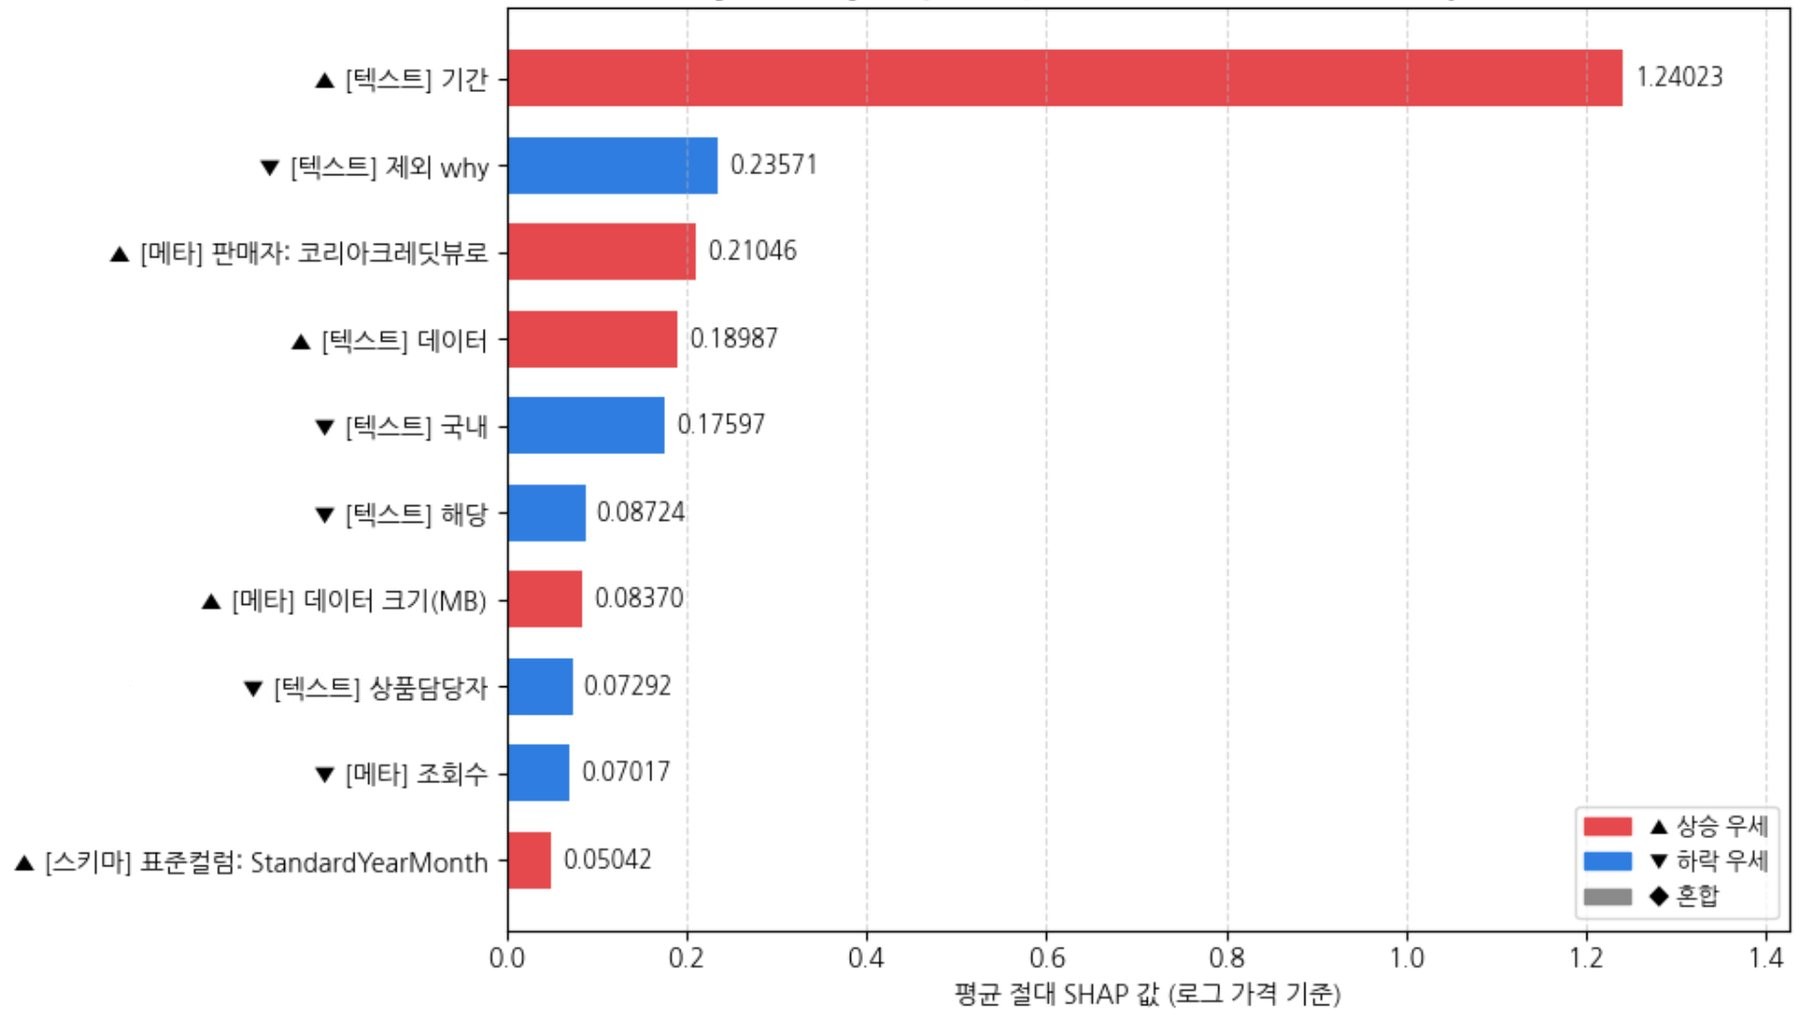 ▲ [텍스트] 기간
1.24023
▼ [텍스트] 제외 why
0.23571
▲ [메타] 판매자: 코리아크레딧뷰로
0.21046
▲ [텍스트] 데이터
0.18987
▼ [텍스트] 국내
0.17597
▼ [텍스트] 해당
0.08724
▲ [메타] 데이터 크기(MB)
0.08370
▼ [텍스트] 상품담당자
0.07292
▼ [메타] 조회수
0.07017
▲ [스키마] 표준컬럼: StandardYearMonth
0.05042
▲ 상승 우세
▼ 하락 우세
◆ 혼합
0.0 0.2 0.4 0.6 0.8 1.0 1.2 1.4
평균 절대 SHAP 값 (로그 가격 기준)